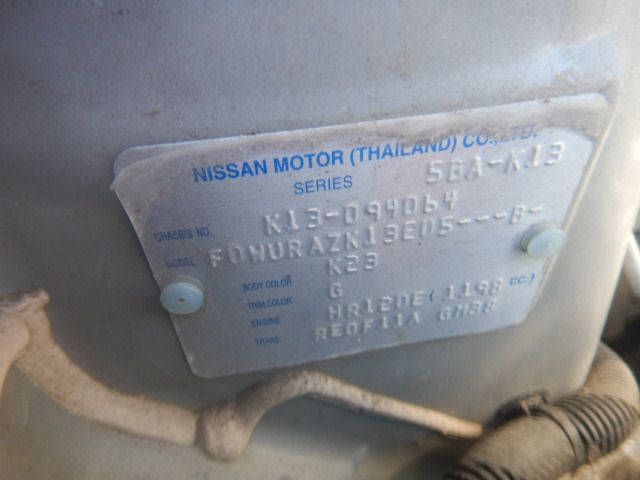 NISSAN MOTOR (THAILAND) CO.,LTD.
SERIES 5BA-K13
CHASSIS NO. K13-094064
MODEL FDWURAZK13ED5---B-
BODY COLOR K23
TRIM COLOR G
ENGINE HR12DE (1198 CC.)
TRANS. RE0F11A GM38